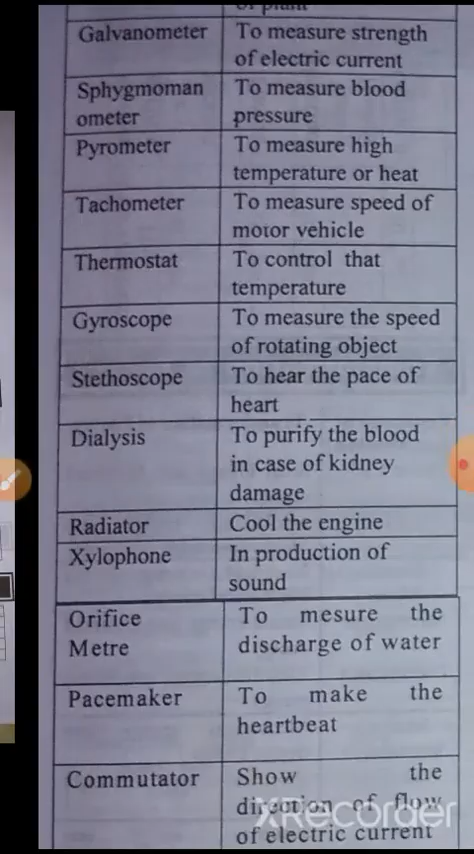 of plant
Galvanometer To measure strength
of electric current
Sphygmoman To measure blood
ometer pressure
Pyrometer To measure high
temperature or heat
Tachometer To measure speed of
motor vehicle
Thermostat To control that
temperature
Gyroscope To measure the speed
of rotating object
Stethoscope To hear the pace of
heart
Dialysis To purify the blood
in case of kidney
damage
Radiator Cool the engine
Xylophone In production of
sound
Orifice To mesure the
Metre discharge of water
Pacemaker To make the
heartbeat
Commutator Show the
direction of flow
of electric current
XRecorder